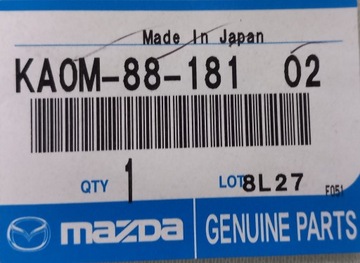 Made In Japan
KA0M-88-181 02
QTY 1 LOT 8L27 F051
mazda GENUINE PARTS